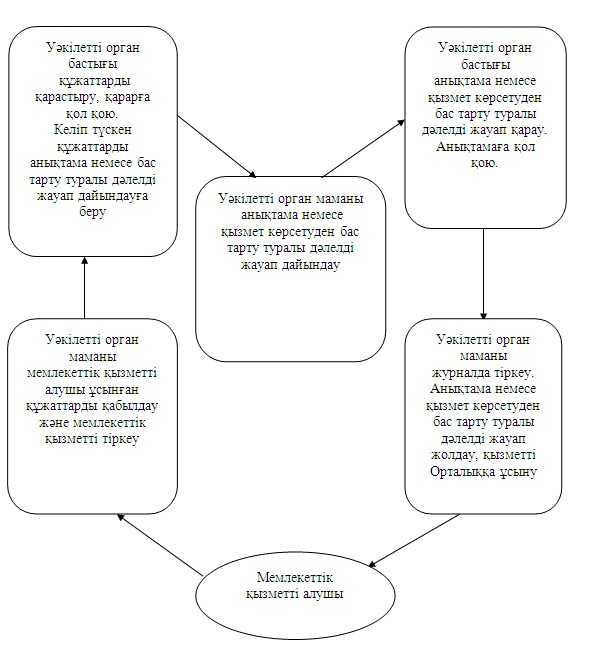 Уәкілетті орган
бастығы
құжаттарды
қарастыру, қарарға
қол қою.
Келіп түскен
құжаттарды
анықтама немесе бас
тарту туралы дәлелді
жауап дайындауға
беру
Уәкілетті орган маманы
анықтама немесе
қызмет көрсетуден бас
тарту туралы дәлелді
жауап дайындау
Уәкілетті орган
бастығы
анықтама немесе
қызмет көрсетуден
бас тарту туралы
дәлелді жауап қарау.
Анықтамаға қол
қою.
Уәкілетті орган
маманы
мемлекеттік қызметті
алушы ұсынған
құжаттарды қабылдау
және мемлекеттік
қызметті тіркеу
Уәкілетті орган
маманы
журналда тіркеу.
Анықтама немесе
қызмет көрсетуден
бас тарту туралы
дәлелді жауап
жолдау, қызметті
Орталыққа ұсыну
Мемлекеттік
қызметті алушы